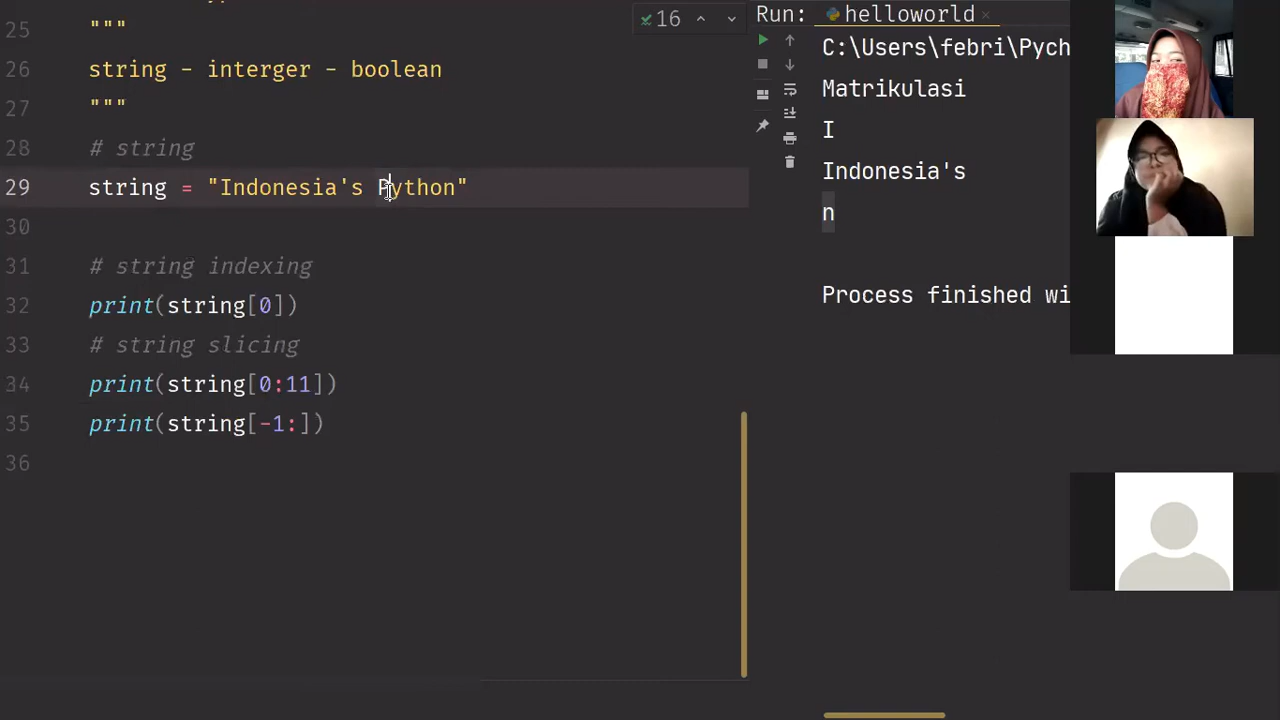 25 """
26 string - interger - boolean
27 """
28 # string
29 string = "Indonesia's Python"
30
31 # string indexing
32 print(string[0])
33 # string slicing
34 print(string[0:11])
35 print(string[-1:])
36
16
Run: helloworld
C:\Users\febri\Pych
Matrikulasi
I
Indonesia's
n
Process finished wi